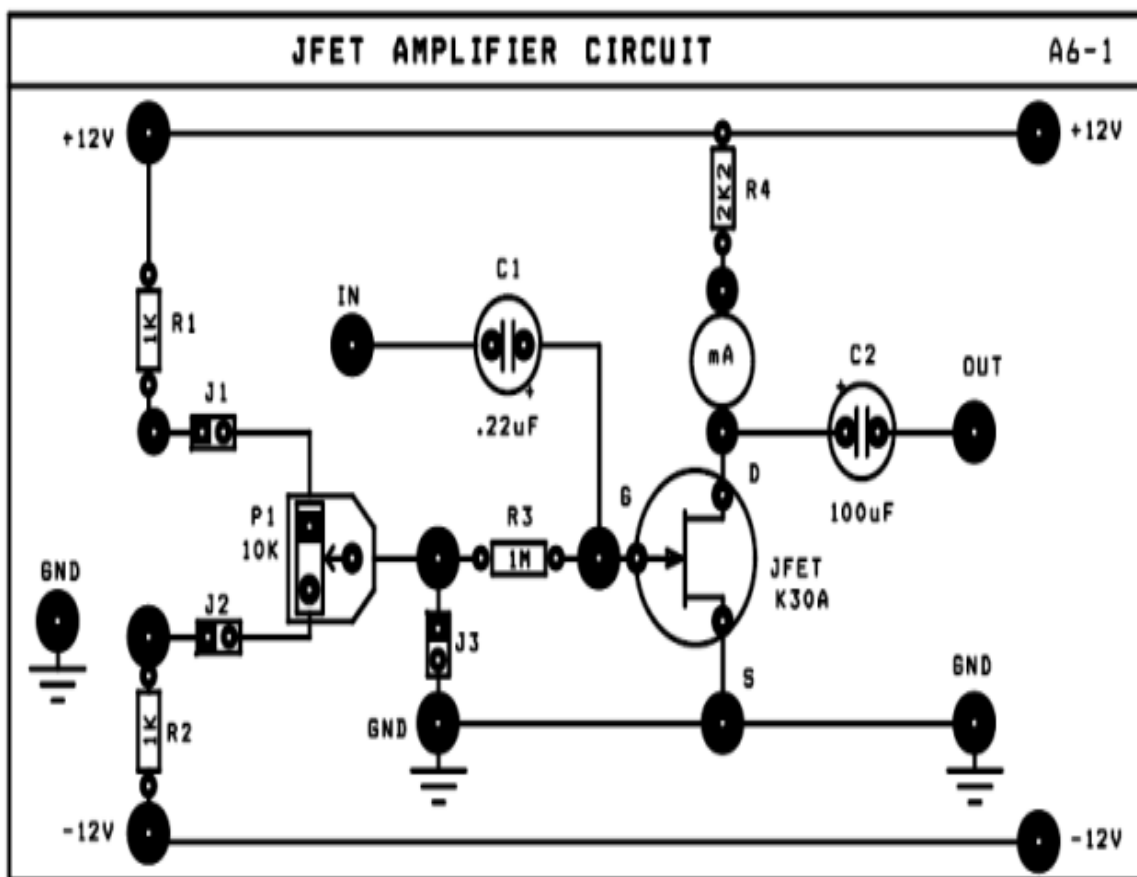 JFET AMPLIFIER CIRCUIT
A6-1
+12V
+12V
2K2
R4
C1
IN
1K
R1
mA
C2
OUT
J1
+
.22uF
+
D
G
100uF
P1
10K
R3
1M
JFET
K30A
GND
J2
J3
S
GND
1K
R2
GND
-12V
-12V